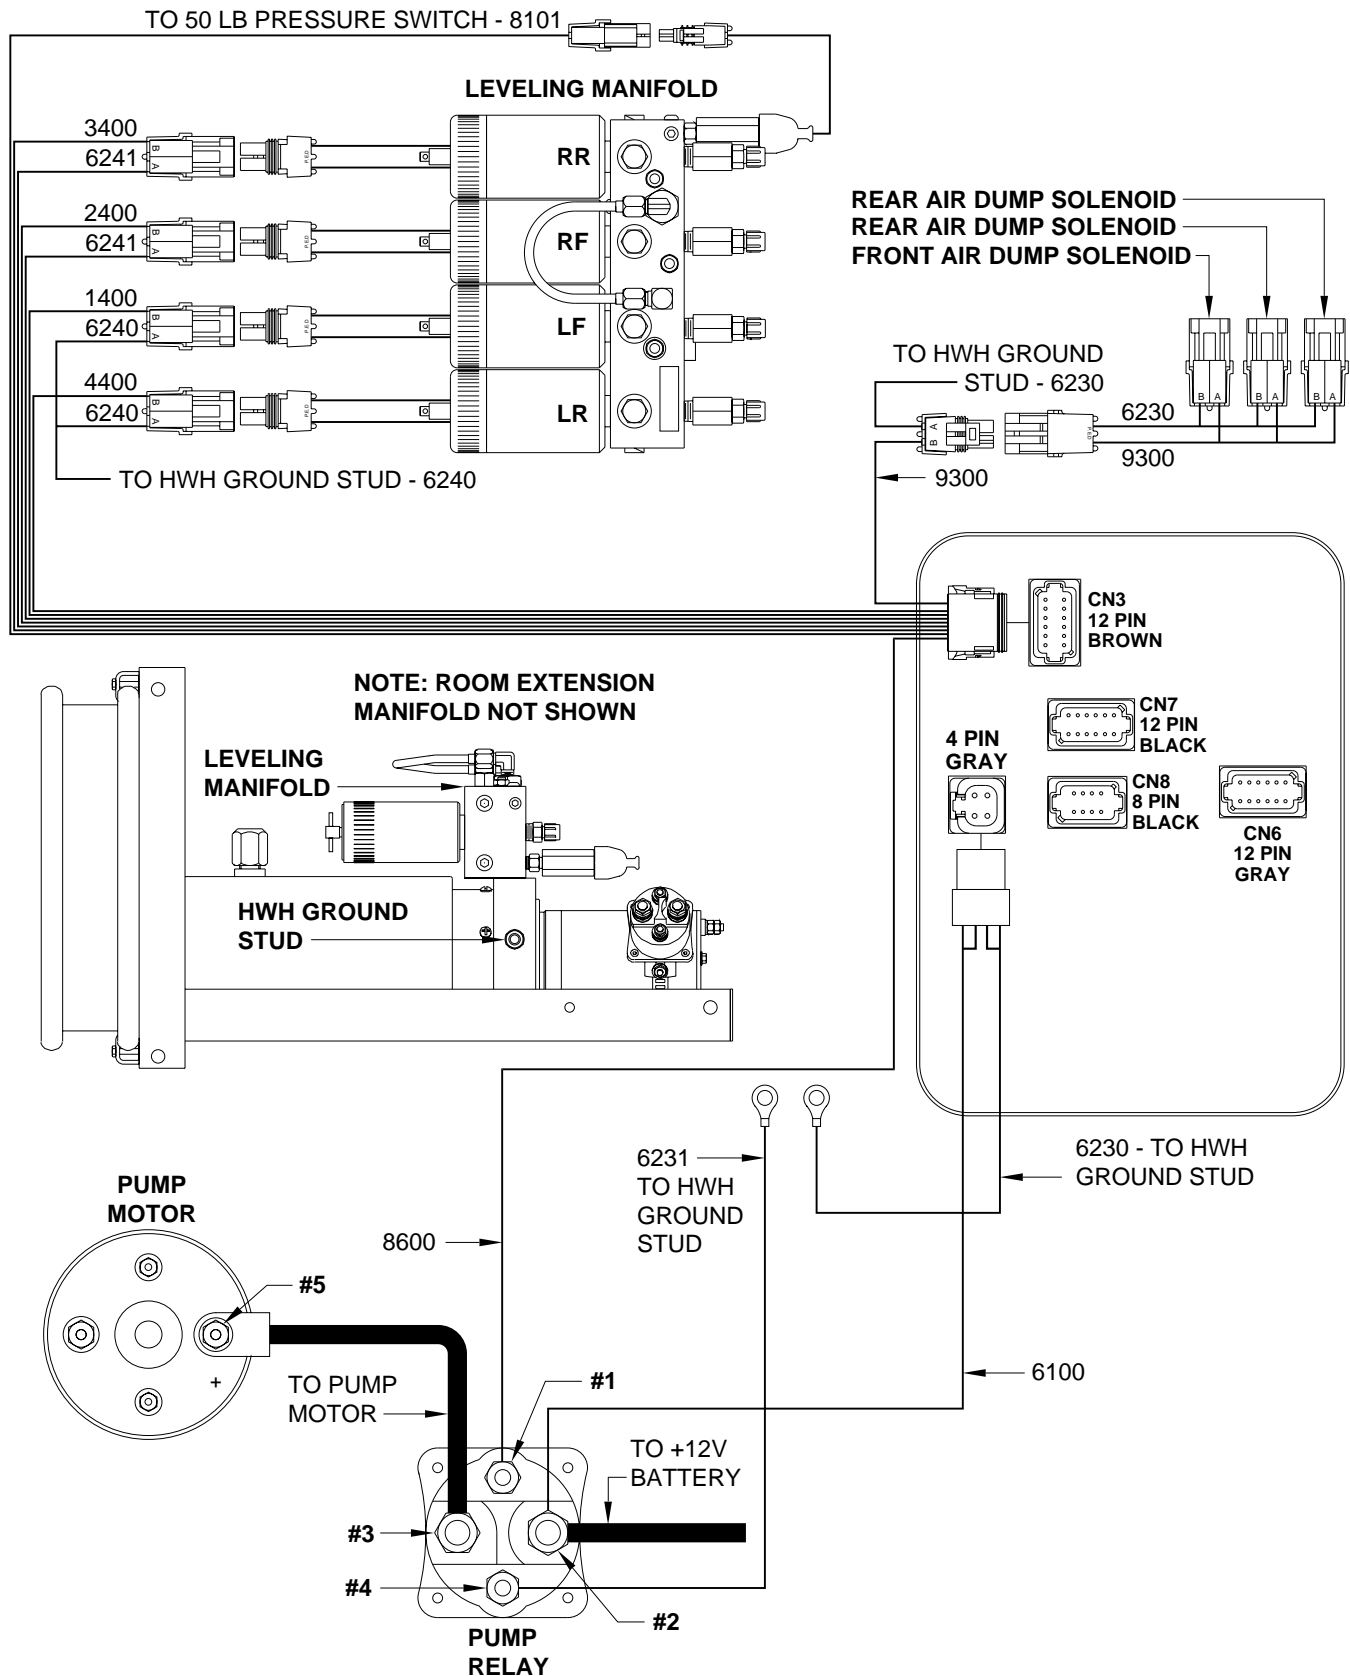 TO 50 LB PRESSURE SWITCH - 8101
LEVELING MANIFOLD
3400
6241
B
A
P.E.D.
RR
2400
6241
B
A
P.E.D.
RF
1400
6240
B
A
P.E.D.
LF
4400
6240
B
A
P.E.D.
LR
TO HWH GROUND STUD - 6240
REAR AIR DUMP SOLENOID
REAR AIR DUMP SOLENOID
FRONT AIR DUMP SOLENOID
B A
B A
B A
TO HWH GROUND
STUD - 6230
A
B
P.E.D.
6230
9300
9300
CN3
12 PIN
BROWN
CN7
12 PIN
BLACK
4 PIN
GRAY
CN8
8 PIN
BLACK
CN6
12 PIN
GRAY
NOTE: ROOM EXTENSION
MANIFOLD NOT SHOWN
LEVELING
MANIFOLD
HWH GROUND
STUD
6231
TO HWH
GROUND
STUD
6230 - TO HWH
GROUND STUD
8600
PUMP
MOTOR
#5
+
TO PUMP
MOTOR
#1
6100
TO +12V
BATTERY
#3
#4
#2
PUMP
RELAY